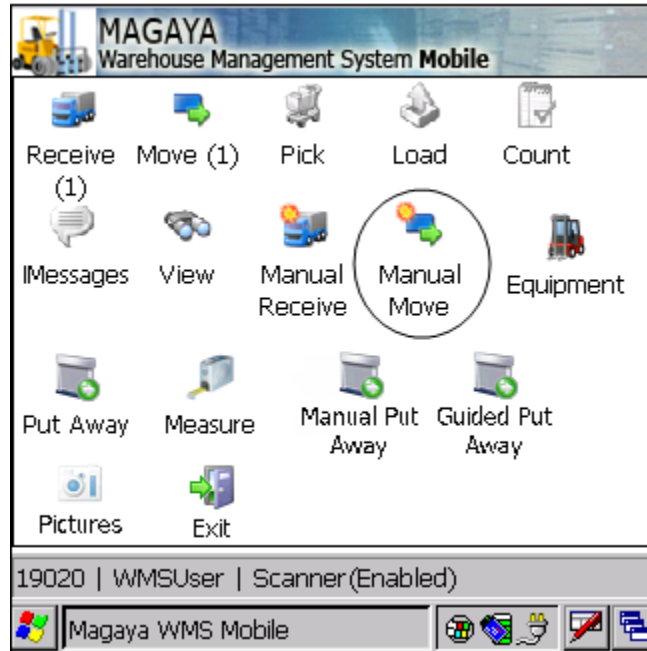 MAGAYA
Warehouse Management System Mobile
Receive (1)
Move (1)
Pick
Load
Count
IMessages
View
Manual
Receive
Manual
Move
Equipment
Put Away
Measure
Manual Put
Away
Guided Put
Away
Pictures
Exit
19020 | WMSUser | Scanner(Enabled)
Magaya WMS Mobile